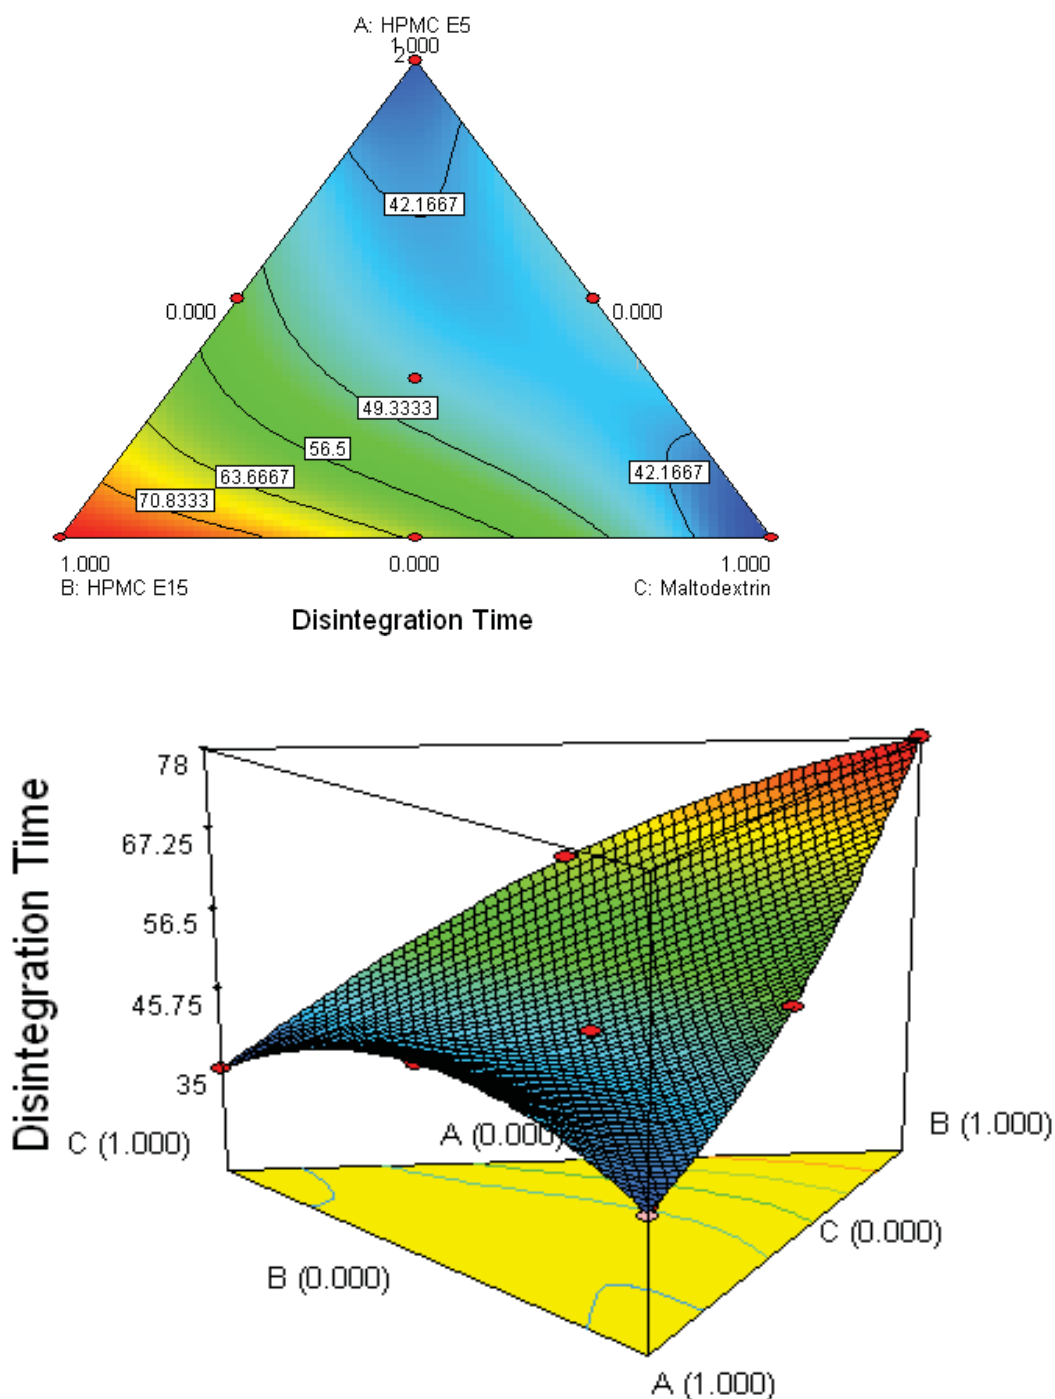 A: HPMC E5
1.000
2
42.1667
0.000
0.000
49.3333
56.5
42.1667
63.6667
70.8333
1.000
0.000
1.000
B: HPMC E15
C: Maltodextrin
Disintegration Time
78
67.25
56.5
45.75
35
Disintegration Time
C (1.000)
A (0.000)
B (1.000)
C (0.000)
B (0.000)
A (1.000)